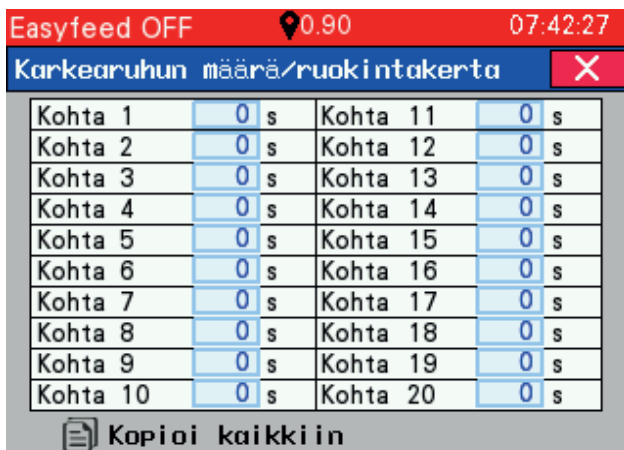 Easyfeed OFF 0.90 07:42:27
Karkearuhun määrä/ruokintakerta
Kohta 1 0 s Kohta 11 0 s
Kohta 2 0 s Kohta 12 0 s
Kohta 3 0 s Kohta 13 0 s
Kohta 4 0 s Kohta 14 0 s
Kohta 5 0 s Kohta 15 0 s
Kohta 6 0 s Kohta 16 0 s
Kohta 7 0 s Kohta 17 0 s
Kohta 8 0 s Kohta 18 0 s
Kohta 9 0 s Kohta 19 0 s
Kohta 10 0 s Kohta 20 0 s
Kopioi kaikkiin